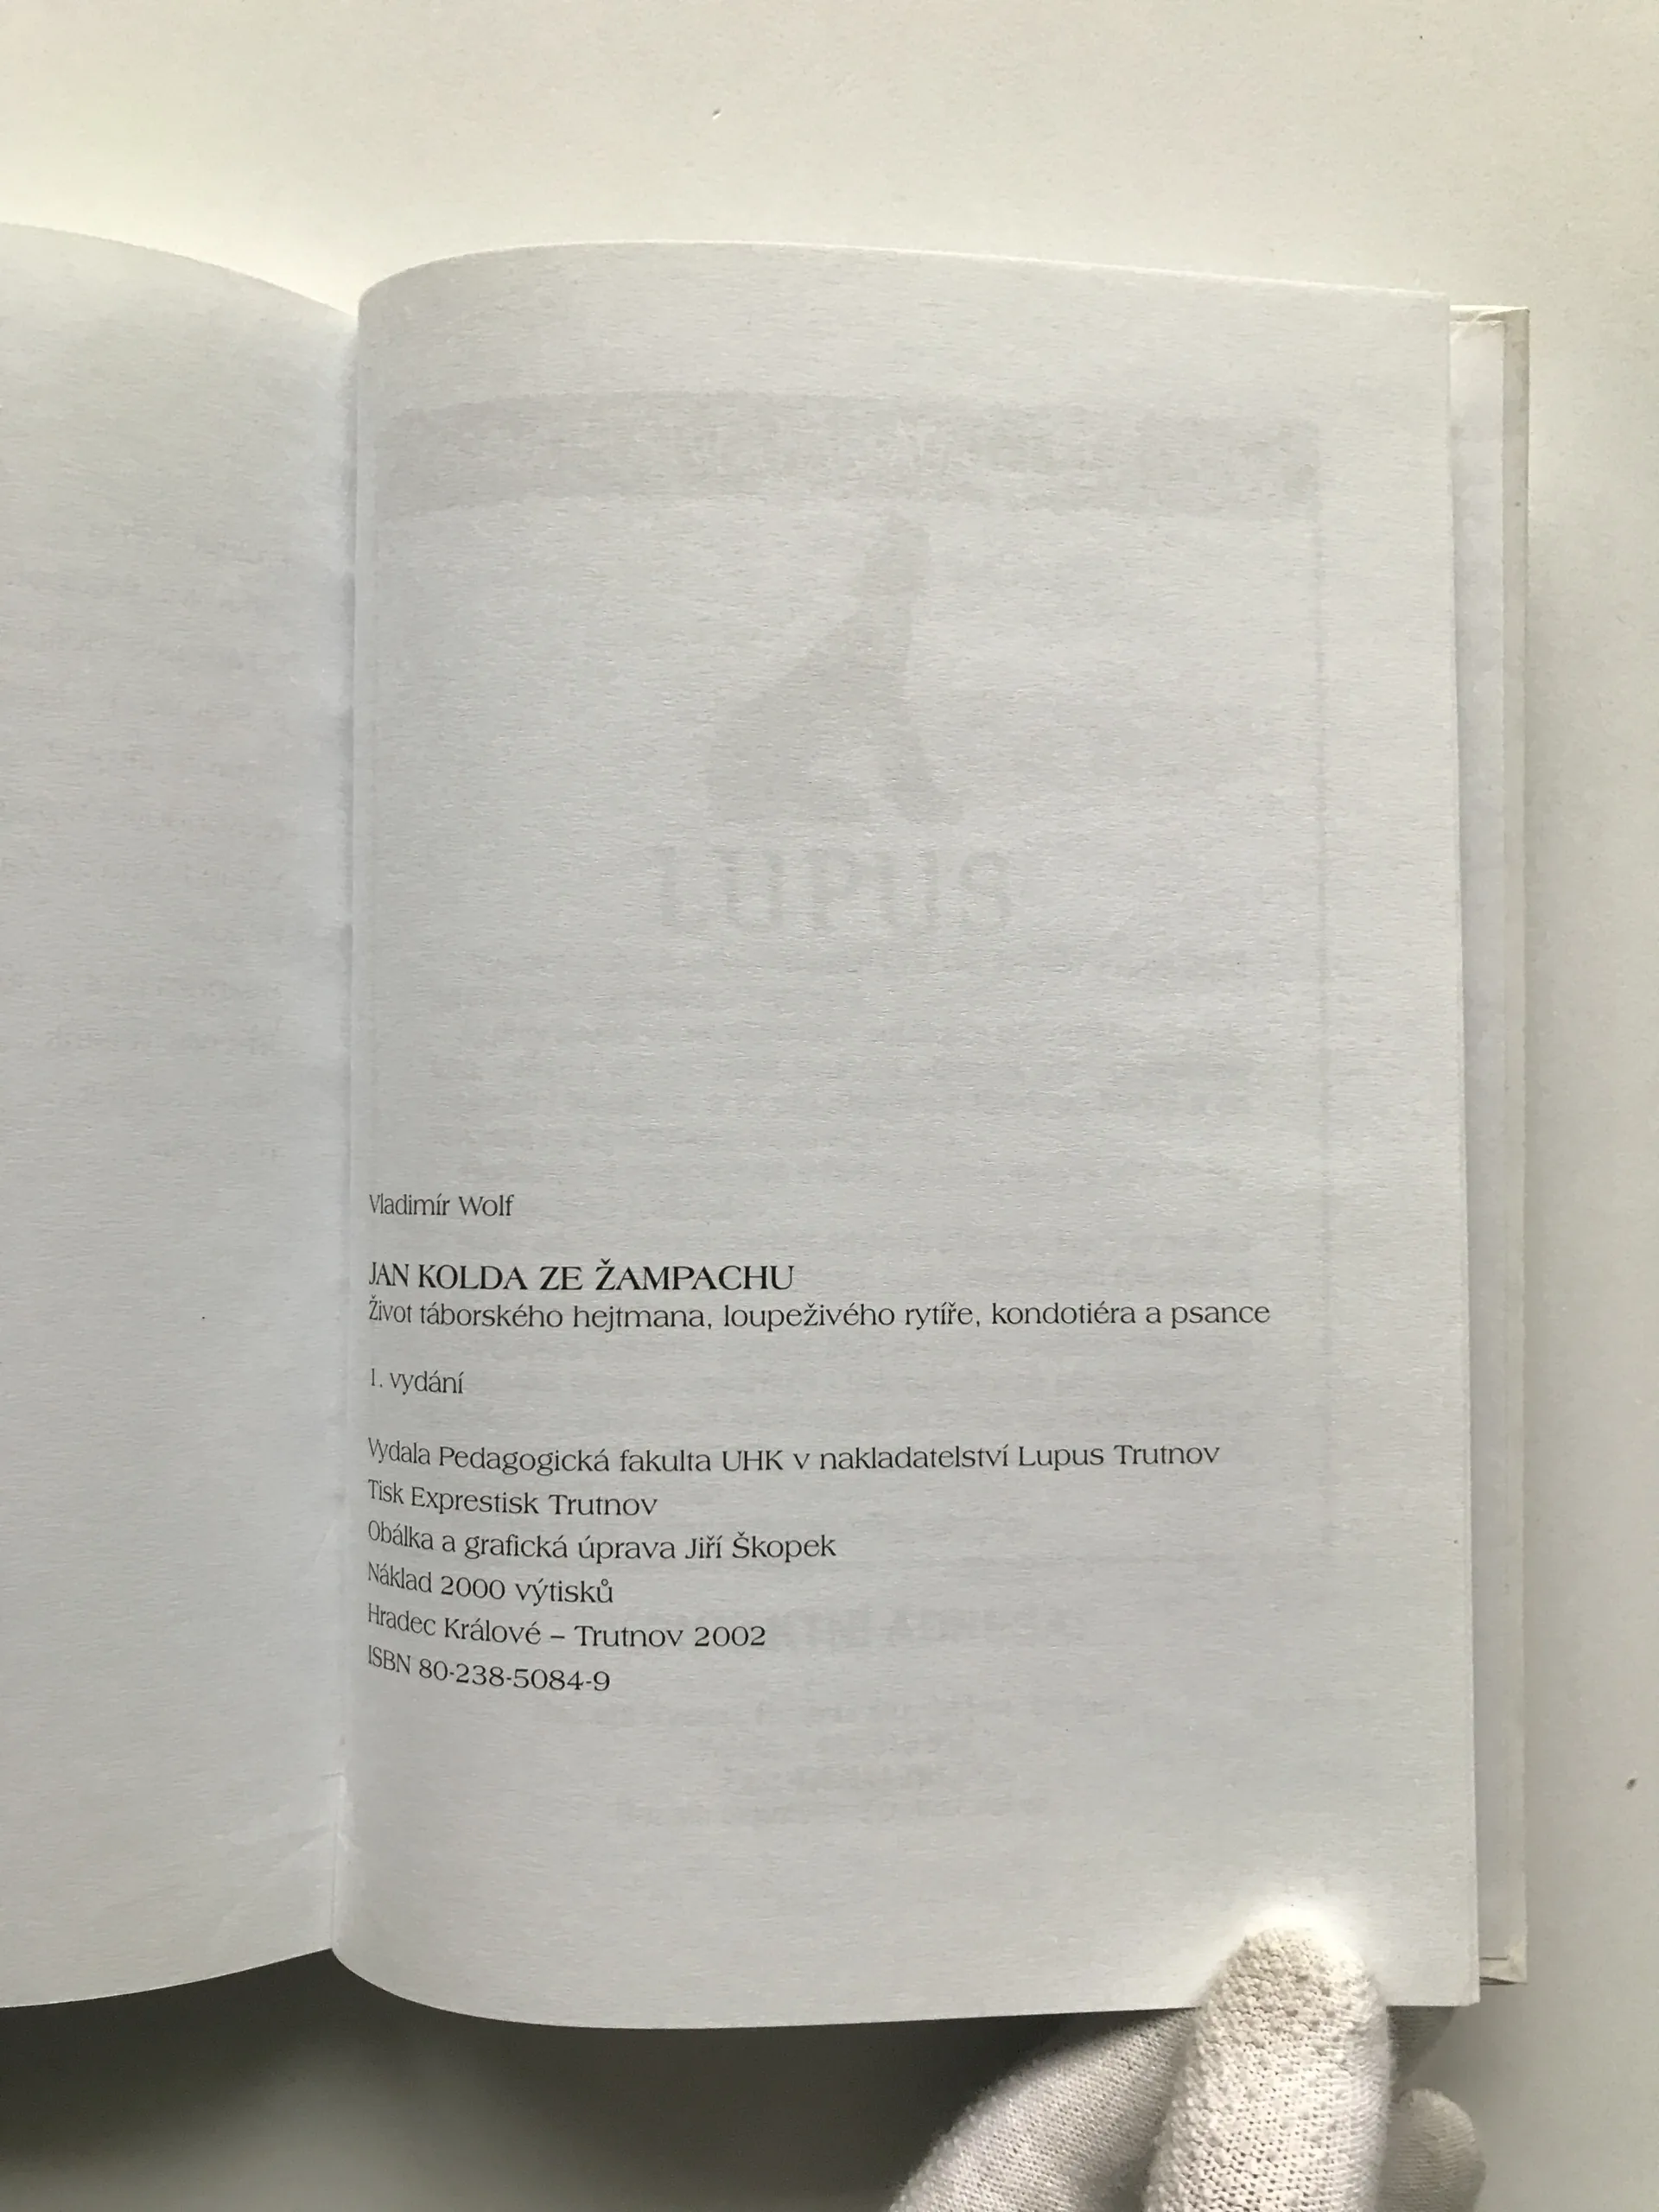 LUPUS
Vladimír Wolf
JAN KOLDA ZE ŽAMPACHU
Život táborského hejtmana, loupeživého rytíře, kondotiéra a psance
1. vydání
Vydala Pedagogická fakulta UHK v nakladatelství Lupus Trutnov
Tisk Exprestisk Trutnov
Obálka a grafická úprava Jiří Škopek
Náklad 2000 výtisků
Hradec Králové – Trutnov 2002
ISBN 80-238-5084-9